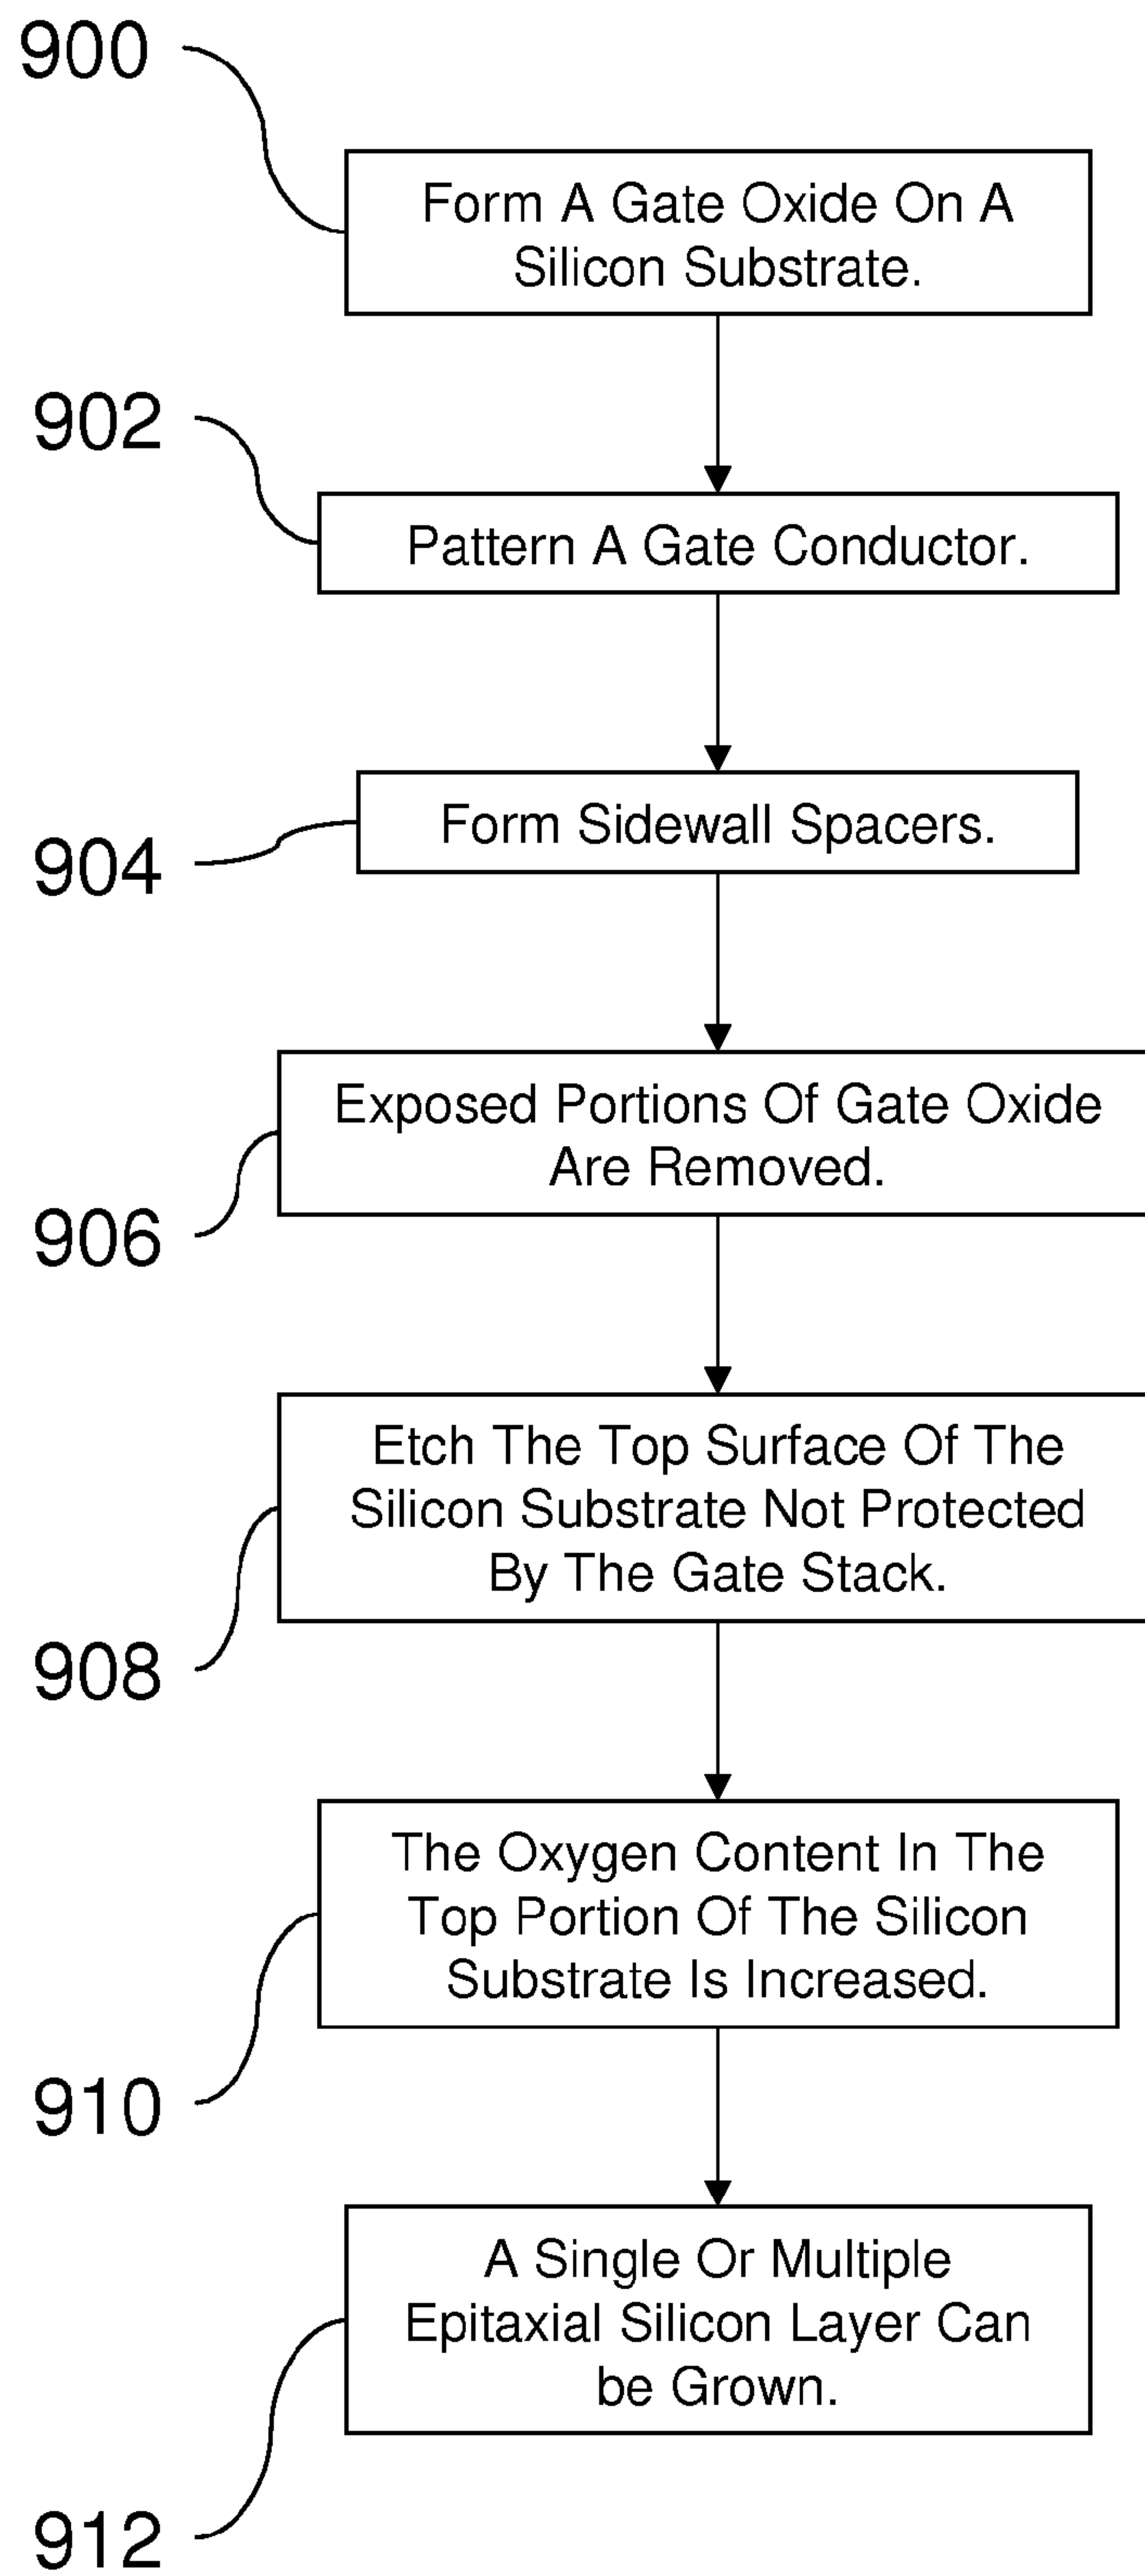 900
Form A Gate Oxide On A
Silicon Substrate.
902
Pattern A Gate Conductor.
Form Sidewall Spacers.
904
Exposed Portions Of Gate Oxide
Are Removed.
906
Etch The Top Surface Of The
Silicon Substrate Not Protected
By The Gate Stack.
908
The Oxygen Content In The
Top Portion Of The Silicon
Substrate Is Increased.
910
A Single Or Multiple
Epitaxial Silicon Layer Can
be Grown.
912